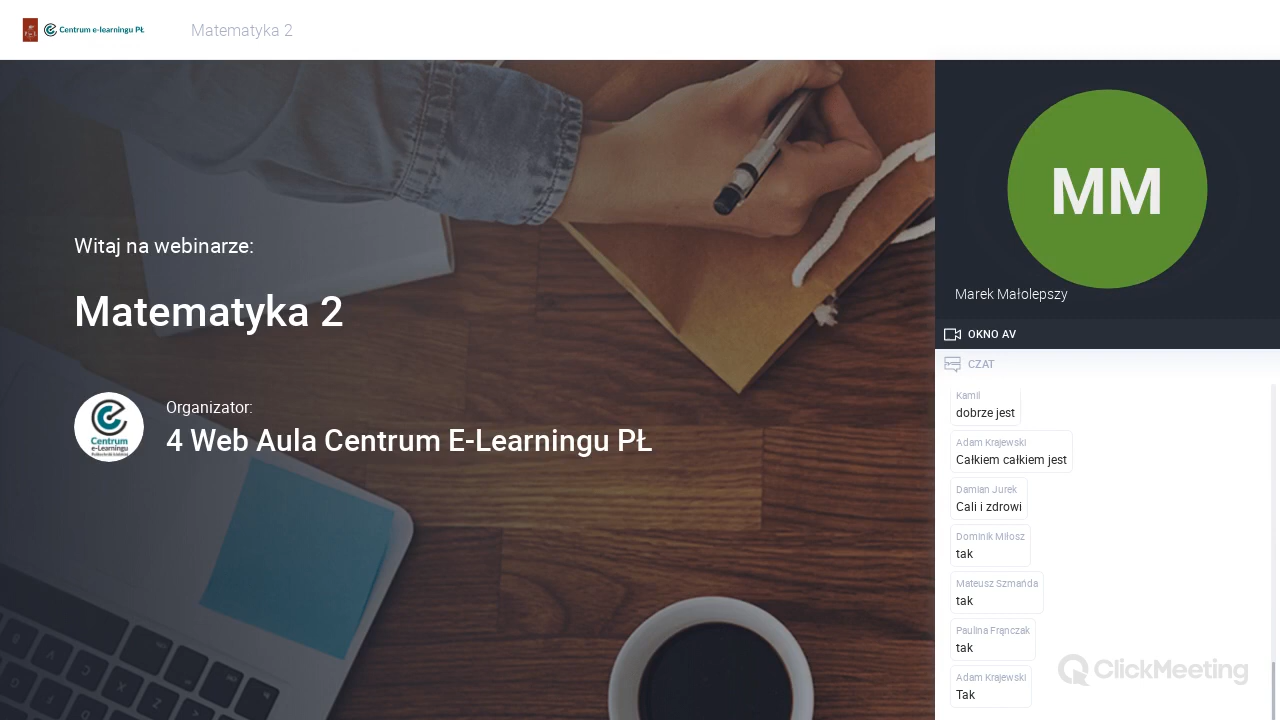 Centrum e-learningu PŁ
Matematyka 2
Witaj na webinarze:
Matematyka 2
Organizator:
4 Web Aula Centrum E-Learningu PŁ
Centrum
e-Learningu
MM
Marek Małolepszy
OKNO AV
CZAT
Kamil
dobrze jest
Adam Krajewski
Całkiem całkiem jest
Damian Jurek
Cali i zdrowi
Dominik Miłosz
tak
Mateusz Szmańda
tak
Paulina Frąnczak
tak
Adam Krajewski
Tak
ClickMeeting